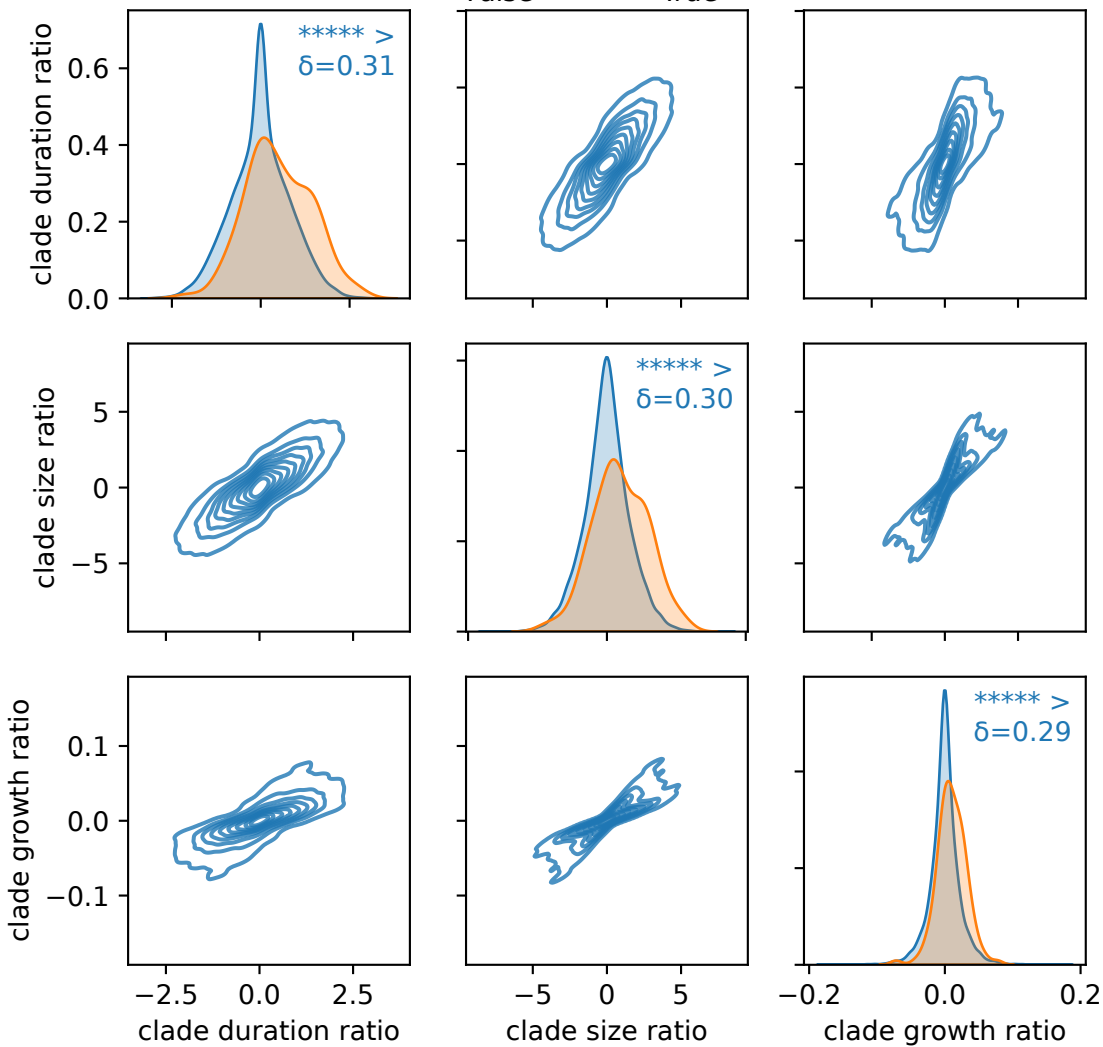 ***** >
δ=0.31
clade duration ratio
0.6
0.4
0.2
0.0
***** >
δ=0.30
clade size ratio
5
0
−5
***** >
δ=0.29
clade growth ratio
0.1
0.0
−0.1
−2.5 0.0 2.5
−5 0 5
−0.2 0.0 0.2
clade duration ratio
clade size ratio
clade growth ratio